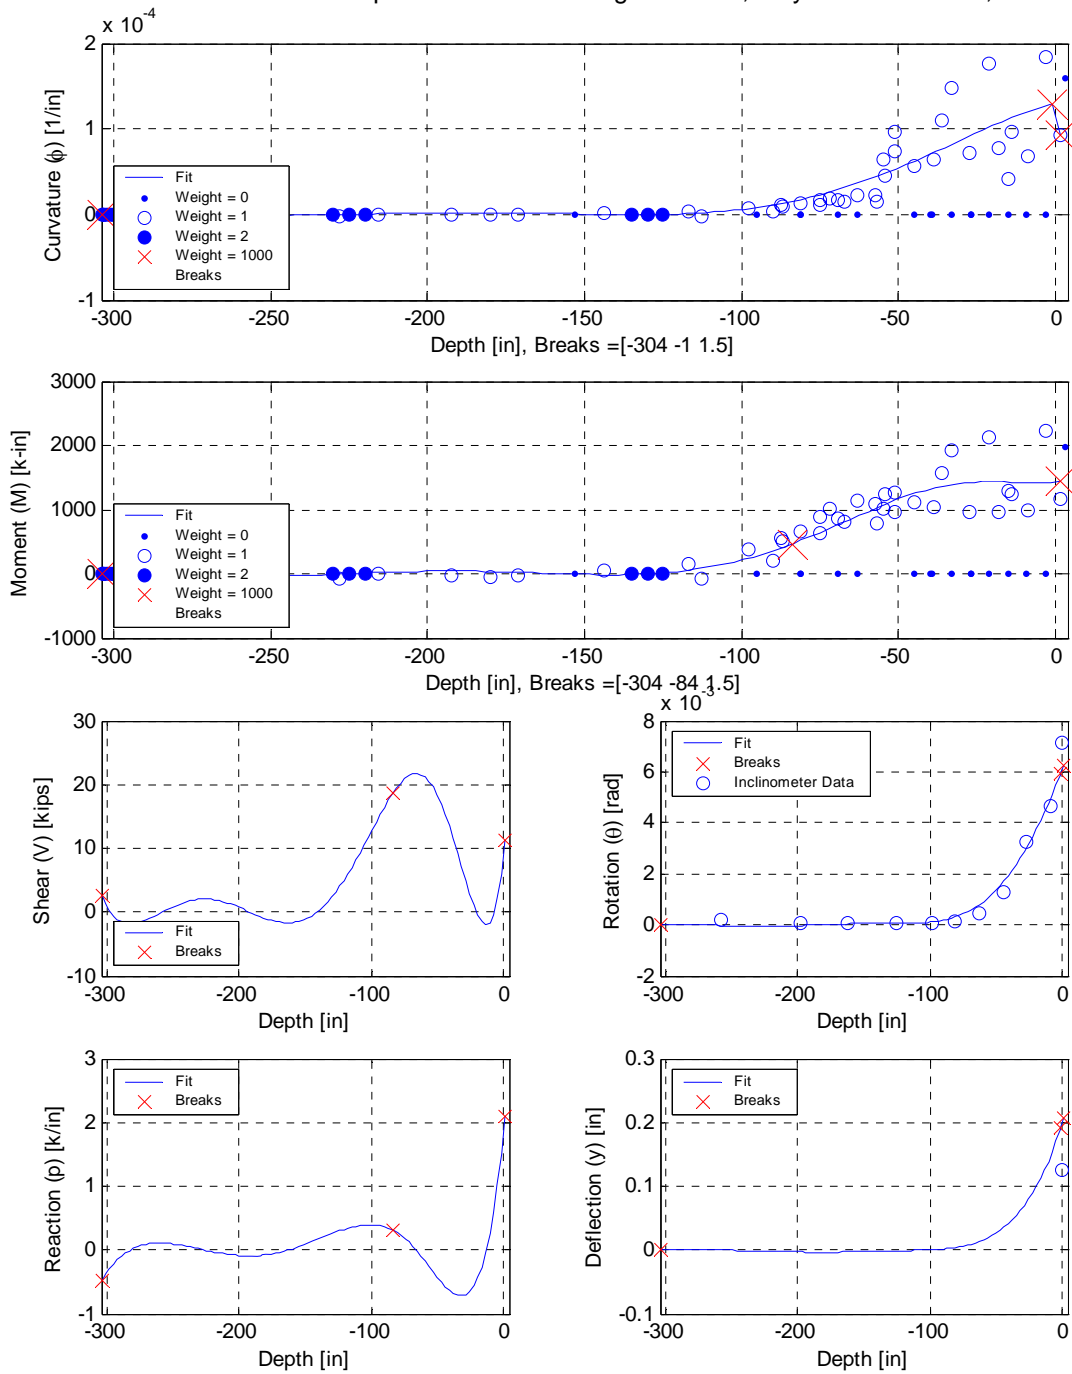 x 10^-4
2
1
0
-1
Curvature (ϕ) [1/in]
Fit
Weight = 0
Weight = 1
Weight = 2
Weight = 1000
Breaks
-300 -250 -200 -150 -100 -50 0
Depth [in], Breaks =[-304 -1 1.5]
3000
2000
1000
0
-1000
Moment (M) [k-in]
Fit
Weight = 0
Weight = 1
Weight = 2
Weight = 1000
Breaks
-300 -250 -200 -150 -100 -50 0
Depth [in], Breaks =[-304 -84 1.5]
30
20
10
0
-10
Shear (V) [kips]
Fit
Breaks
-300 -200 -100 0
Depth [in]
x 10^-3
8
6
4
2
0
-2
Rotation (θ) [rad]
Fit
Breaks
Inclinometer Data
-300 -200 -100 0
Depth [in]
3
2
1
0
-1
Reaction (p) [k/in]
Fit
Breaks
-300 -200 -100 0
Depth [in]
0.3
0.2
0.1
0
-0.1
Deflection (y) [in]
Fit
Breaks
-300 -200 -100 0
Depth [in]